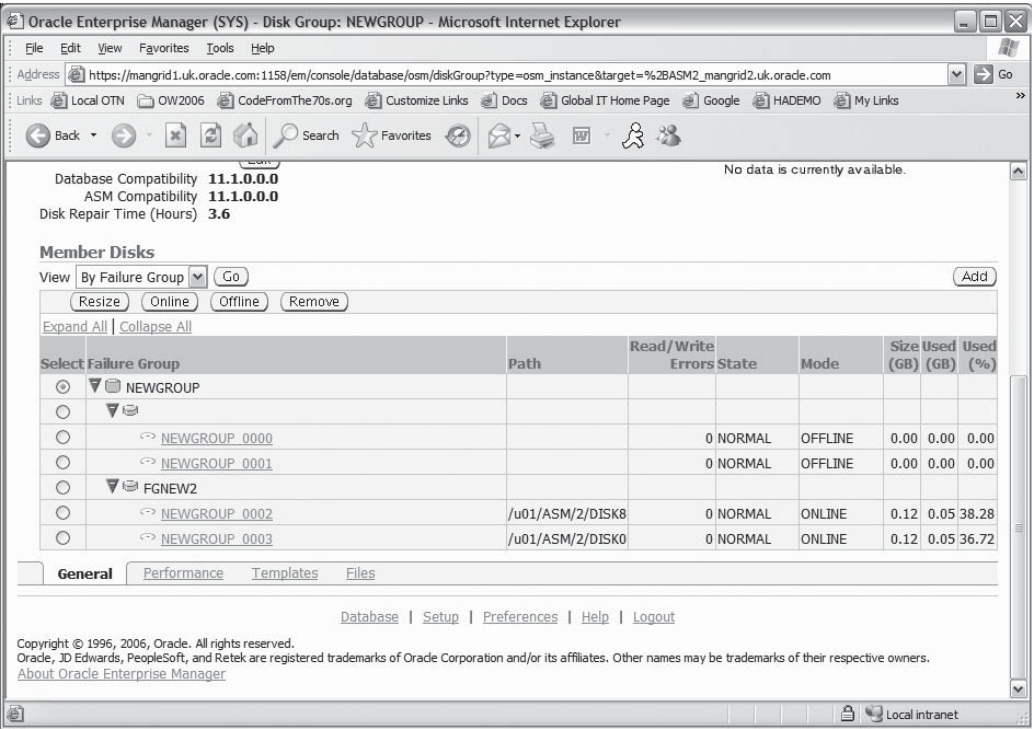 Oracle Enterprise Manager (SYS) - Disk Group: NEWGROUP - Microsoft Internet Explorer
File Edit View Favorites Tools Help
Address https://mangrid1.uk.oracle.com:1158/em/console/database/osm/diskGroup?type=osm_instance&target=%2BASM2_mangrid2.uk.oracle.com Go
Links Local OTN OW2006 CodeFromThe70s.org Customize Links Docs Global IT Home Page Google HADEMO My Links »
Back Search Favorites
No data is currently available.
Database Compatibility 11.1.0.0.0
ASM Compatibility 11.1.0.0.0
Disk Repair Time (Hours) 3.6
Member Disks
View By Failure Group Go Add
Resize Online Offline Remove
Expand All | Collapse All
Select Failure Group Path Read/Write Errors State Mode Size (GB) Used (GB) Used (%)
NEWGROUP
NEWGROUP_0000 0 NORMAL OFFLINE 0.00 0.00 0.00
NEWGROUP_0001 0 NORMAL OFFLINE 0.00 0.00 0.00
FGNEW2
NEWGROUP_0002 /u01/ASM/2/DISK8 0 NORMAL ONLINE 0.12 0.05 38.28
NEWGROUP_0003 /u01/ASM/2/DISK0 0 NORMAL ONLINE 0.12 0.05 36.72
General Performance Templates Files
Database | Setup | Preferences | Help | Logout
Copyright © 1996, 2006, Oracle. All rights reserved.
Oracle, JD Edwards, PeopleSoft, and Retek are registered trademarks of Oracle Corporation and/or its affiliates. Other names may be trademarks of their respective owners.
About Oracle Enterprise Manager
Local intranet